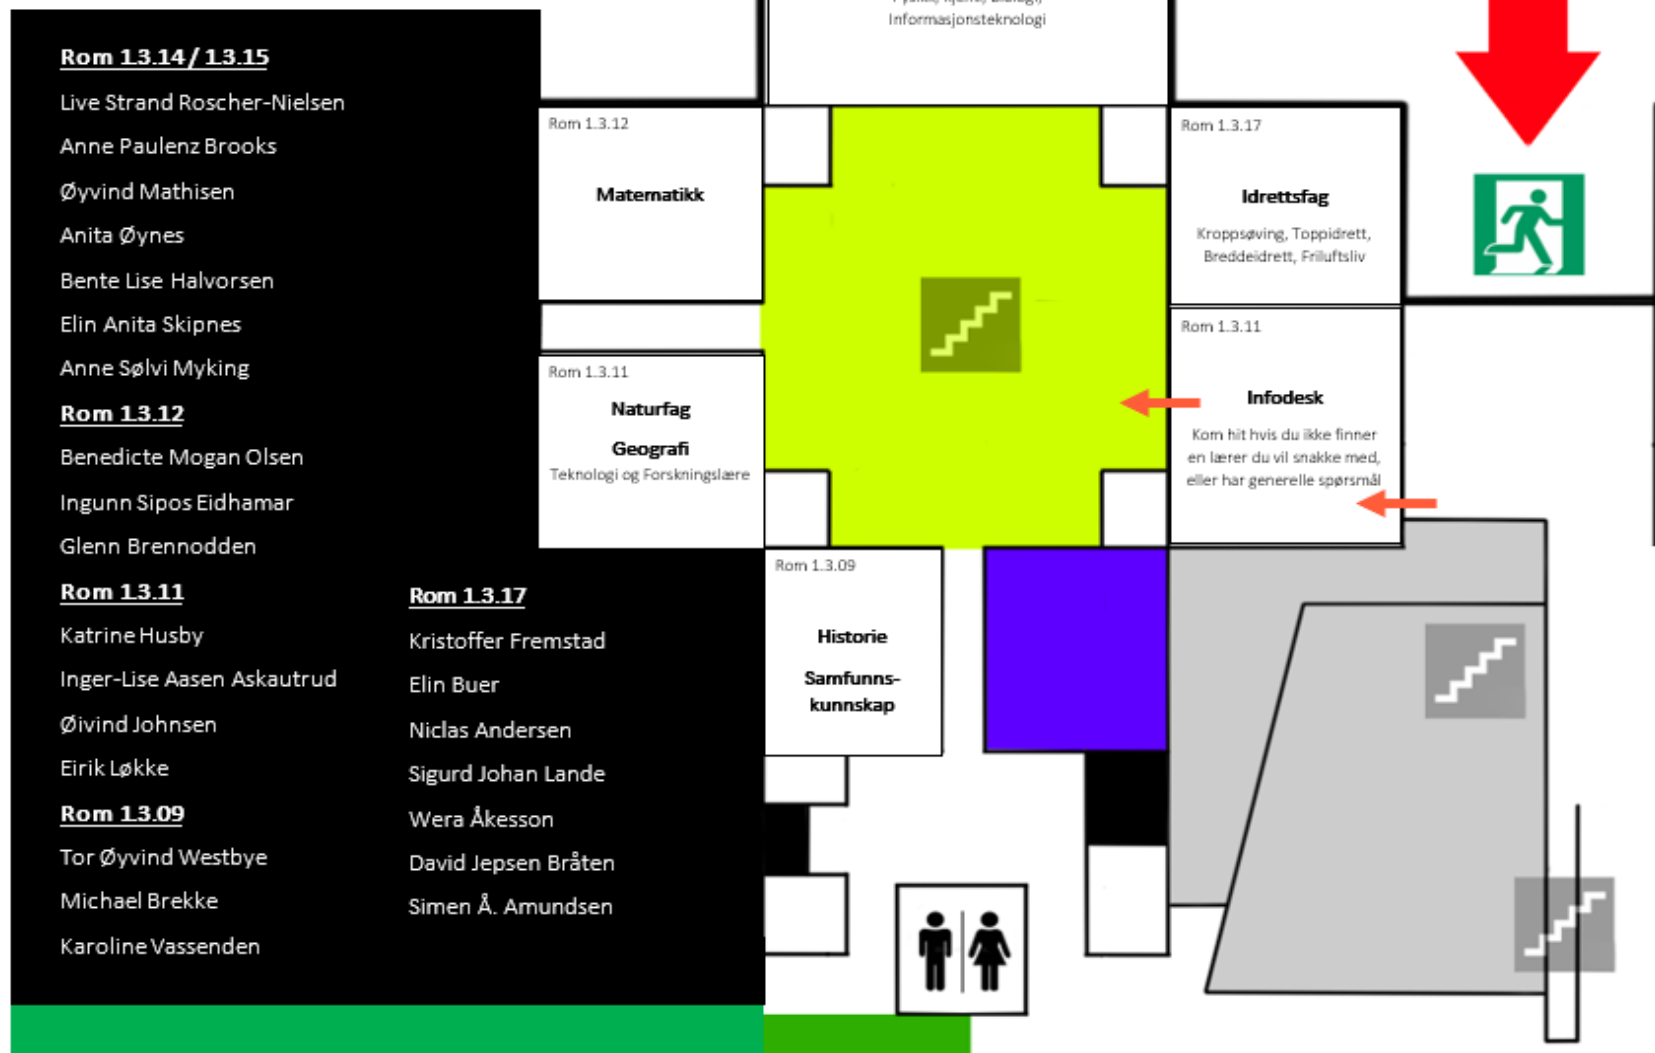 Rom 1.3.14 / 1.3.15
Live Strand Roscher-Nielsen
Anne Paulenz Brooks
Øyvind Mathisen
Anita Øynes
Bente Lise Halvorsen
Elin Anita Skipnes
Anne Sølvi Myking
Rom 1.3.12
Benedicte Mogan Olsen
Ingunn Sipos Eidhamar
Glenn Brennodden
Rom 1.3.11
Katrine Husby
Inger-Lise Aasen Askautrud
Øivind Johnsen
Eirik Løkke
Rom 1.3.09
Tor Øyvind Westbye
Michael Brekke
Karoline Vassenden
Rom 1.3.17
Kristoffer Fremstad
Elin Buer
Niclas Andersen
Sigurd Johan Lande
Wera Åkesson
David Jepsen Bråten
Simen Å. Amundsen
Informasjonsteknologi
Rom 1.3.12
Matematikk
Rom 1.3.17
Idrettsfag
Kroppsøving, Toppidrett,
Breddeidrett, Friluftsliv
Rom 1.3.11
Naturfag
Geografi
Teknologi og Forskningslære
Rom 1.3.11
Infodesk
Kom hit hvis du ikke finner
en lærer du vil snakke med,
eller har generelle spørsmål
Rom 1.3.09
Historie
Samfunns-
kunnskap